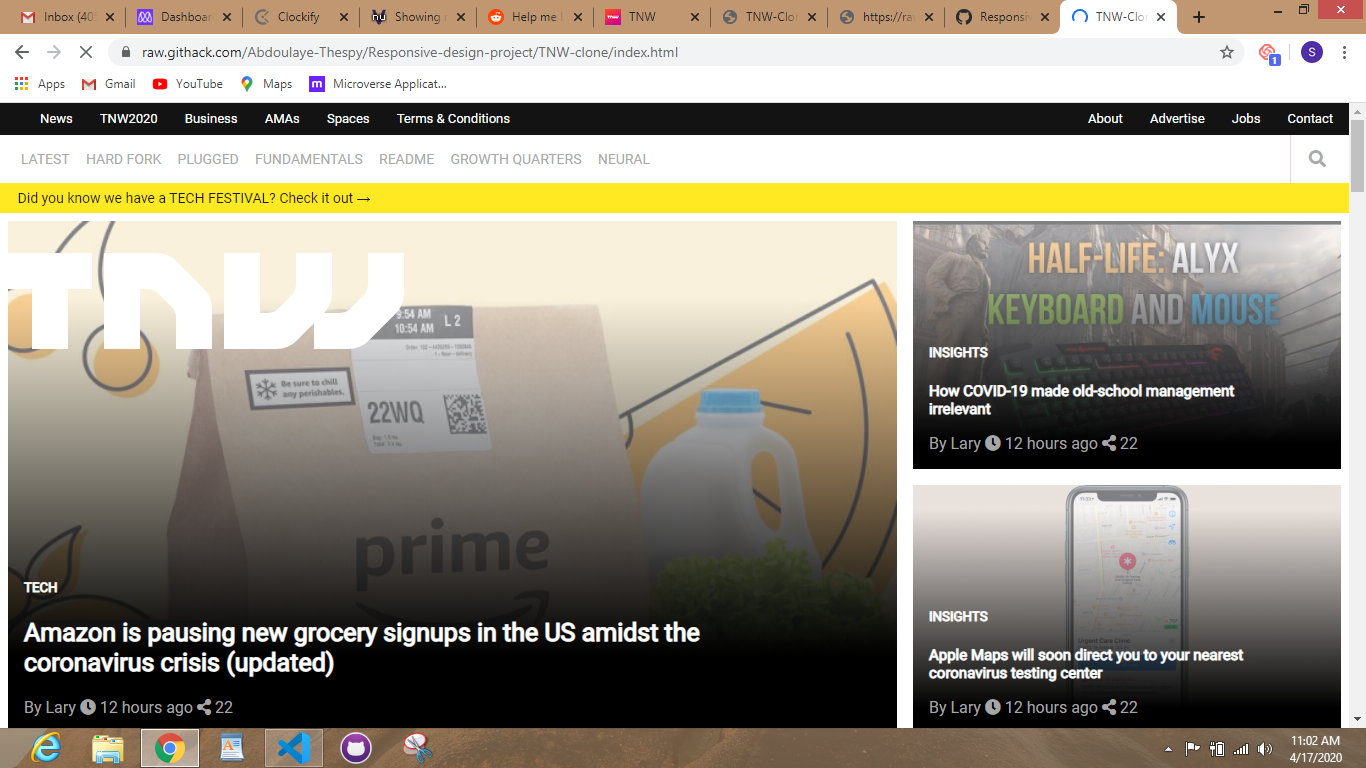 Inbox (40
Dashboar
Clockify
Showing r
Help me I
TNW
TNW-Clon
https://ra
Responsiv
TNW-Clo
raw.githack.com/Abdoulaye-Thespy/Responsive-design-project/TNW-clone/index.html
1
S
Apps
Gmail
YouTube
Maps
Microverse Applicat...
News TNW2020 Business AMAs Spaces Terms & Conditions
About Advertise Jobs Contact
LATEST HARD FORK PLUGGED FUNDAMENTALS README GROWTH QUARTERS NEURAL
Did you know we have a TECH FESTIVAL? Check it out →
TNW
9:54 AM
10:54 AM
L 2
Be sure to chill
any perishables.
22WQ
prime
TECH
Amazon is pausing new grocery signups in the US amidst the
coronavirus crisis (updated)
By Lary 12 hours ago 22
HALF-LIFE: ALYX
KEYBOARD AND MOUSE
INSIGHTS
How COVID-19 made old-school management
irrelevant
By Lary 12 hours ago 22
Urgent Care Clinic
INSIGHTS
Apple Maps will soon direct you to your nearest
coronavirus testing center
By Lary 12 hours ago 22
11:02 AM
4/17/2020